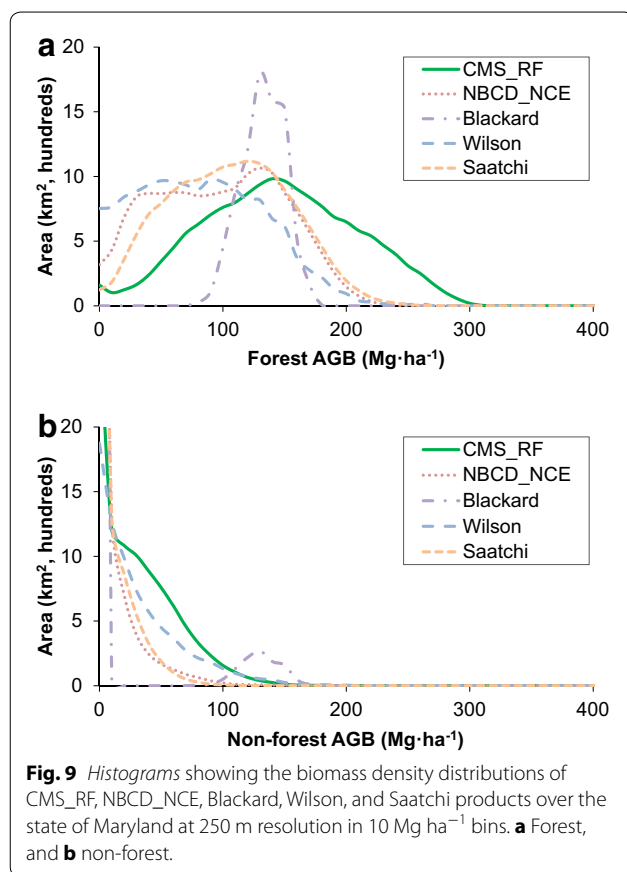 a
20
15
10
5
0
Area (km², hundreds)
CMS_RF
NBCD_NCE
Blackard
Wilson
Saatchi
0 100 200 300 400
Forest AGB (Mg·ha⁻¹)
b
20
15
10
5
0
Area (km², hundreds)
CMS_RF
NBCD_NCE
Blackard
Wilson
Saatchi
0 100 200 300 400
Non-forest AGB (Mg·ha⁻¹)
Fig. 9 Histograms showing the biomass density distributions of
CMS_RF, NBCD_NCE, Blackard, Wilson, and Saatchi products over the
state of Maryland at 250 m resolution in 10 Mg ha⁻¹ bins. a Forest,
and b non-forest.